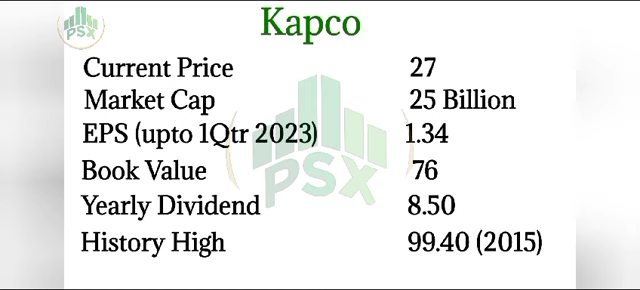 PSX
Kapco
Current Price 27
Market Cap 25 Billion
EPS (upto 1Qtr 2023) 1.34
Book Value 76
PSX
Yearly Dividend 8.50
History High 99.40 (2015)